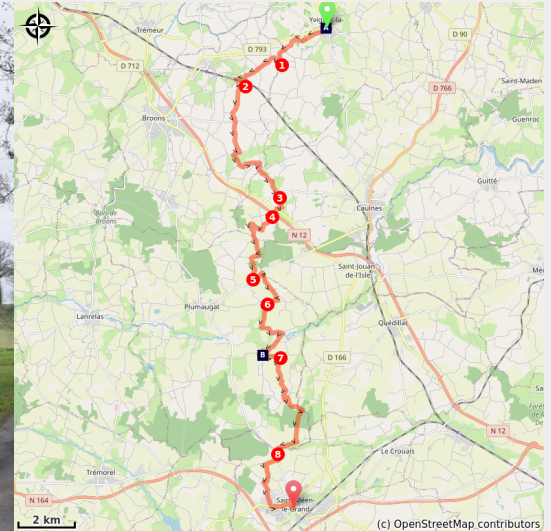 Trémeur
Yvi
la-
A
D 90
D 793
1
D 712
2
D 766
Saint-Maden
Broons
Guenroc
Guitté
3
Bois de
Broons
4
Caulnes
N 12
Saint-Jouan-
de-l'Isle
5
6
Plumaugat
Lanrelas
Quédillac
B
7
D 166
N 12
8
Le Crouais
Trémorel
N 164
Saint-Méen-
le-Grand
2 km
(c) OpenStreetMap contributors